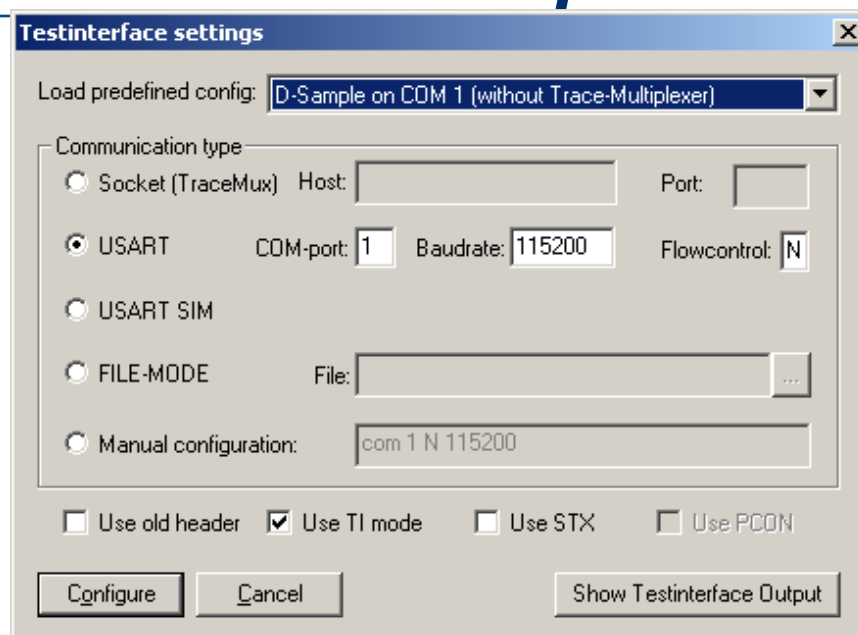 Testinterface settings
Load predefined config: D-Sample on COM 1 (without Trace-Multiplexer)
Communication type
Socket (TraceMux) Host: Port:
USART COM-port: 1 Baudrate: 115200 Flowcontrol: N
USART SIM
FILE-MODE File: ...
Manual configuration: com 1 N 115200
Use old header Use TI mode Use STX Use PCON
Configure Cancel Show Testinterface Output